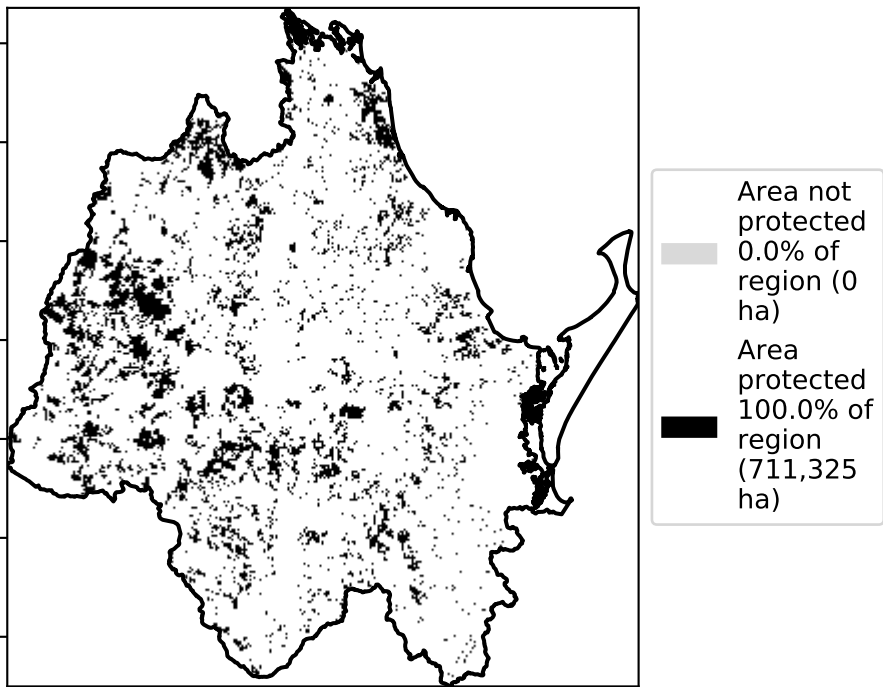 Area not
protected
0.0% of
region (0
ha)
Area
protected
100.0% of
region
(711,325
ha)